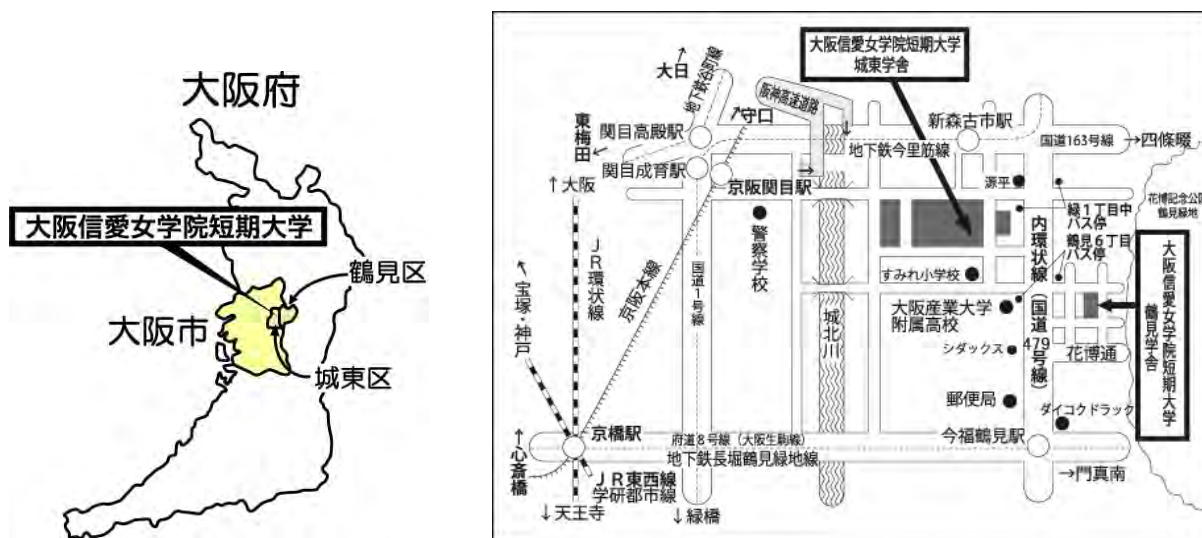 大阪府
大阪信愛女学院短期大学
鶴見区
大阪市
城東区
大阪信愛女学院短期大学
城東学舎
↑大日
地下鉄谷町線
阪神高速道路
↗守口
新森古市駅
国道163号線
→四條畷
東梅田
関目高殿駅
地下鉄今里筋線
関目成育駅
↑大阪
京阪関目駅
源平
花博記念公園
鶴見緑地
緑1丁目中
バス停
鶴見6丁目
バス停
警察学校
内環状線(国道479号線)
JR環状線
京阪本線
国道1号線
すみれ小学校
↑宝塚・神戸
大阪産業大学
附属高校
大阪信愛女学院短期大学
鶴見学舎
城北川
シダックス
花博通
郵便局
ダイコクドラック
京橋駅
府道8号線(大阪生駒線)
今福鶴見駅
↑心斎橋
地下鉄長堀鶴見緑地線
→門真南
JR東西線
学研都市線
↓天王寺
↓緑橋